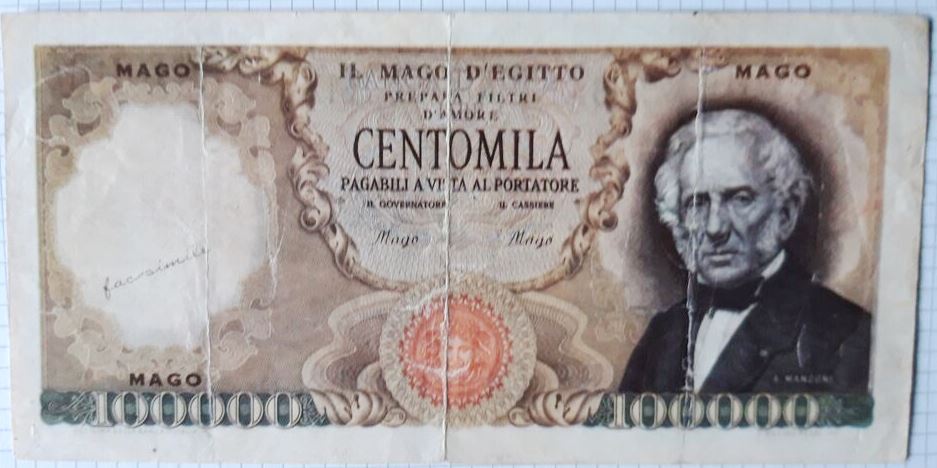 MAGO
IL MAGO D'EGITTO
MAGO
PREPARA FILTRI
D'AMORE
CENTOMILA
PAGABILI A VISTA AL PORTATORE
IL GOVERNATORE IL CASSIERE
Mago Mago
facsimile
MAGO
A. MANZONI
100000 100000